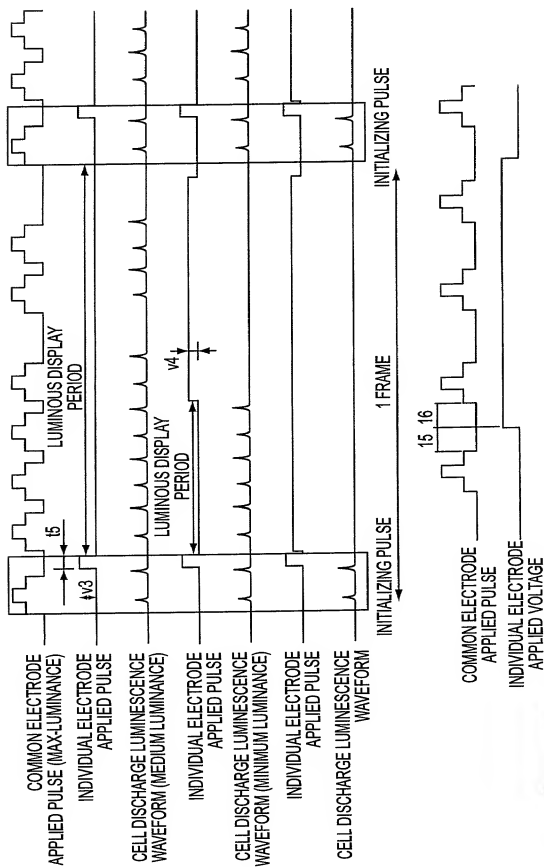 COMMON ELECTRODE
APPLIED PULSE (MAX-LUMINANCE)
INDIVIDUAL ELECTRODE
APPLIED PULSE
CELL DISCHARGE LUMINESCENCE
WAVEFORM (MEDIUM LUMINANCE)
INDIVIDUAL ELECTRODE
APPLIED PULSE
CELL DISCHARGE LUMINESCENCE
WAVEFORM (MINIMUM LUMINANCE)
INDIVIDUAL ELECTRODE
APPLIED PULSE
CELL DISCHARGE LUMINESCENCE
WAVEFORM
t5
v3
LUMINOUS DISPLAY
PERIOD
LUMINOUS DISPLAY
PERIOD
v4
INITIALIZING PULSE
1 FRAME
INITIALIZING PULSE
COMMON ELECTRODE
APPLIED PULSE
INDIVIDUAL ELECTRODE
APPLIED VOLTAGE
15 16